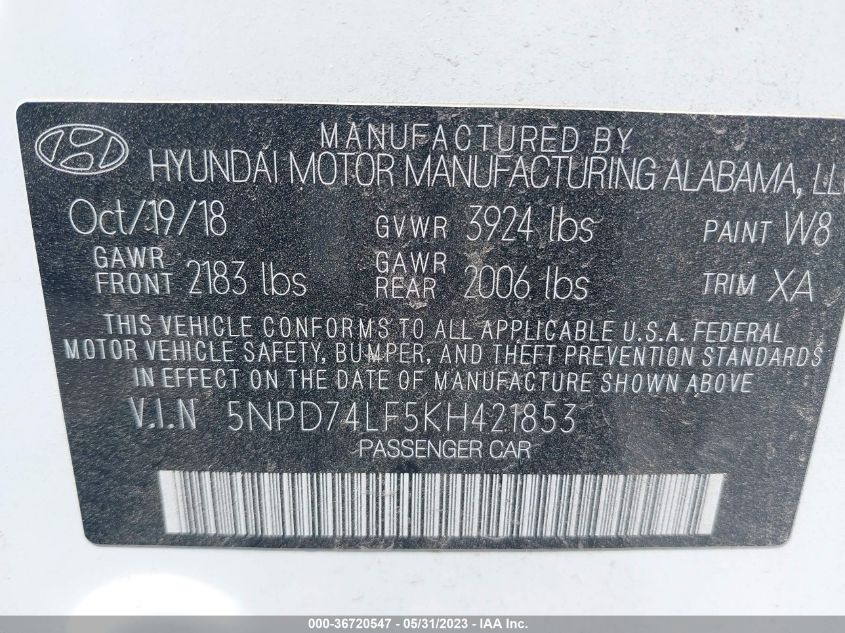 MANUFACTURED BY
HYUNDAI MOTOR MANUFACTURING ALABAMA, LLC
Oct/19/18 GVWR 3924 lbs PAINT W8
GAWR FRONT 2183 lbs GAWR REAR 2006 lbs TRIM XA
THIS VEHICLE CONFORMS TO ALL APPLICABLE U.S.A. FEDERAL
MOTOR VEHICLE SAFETY, BUMPER, AND THEFT PREVENTION STANDARDS
IN EFFECT ON THE DATE OF MANUFACTURE SHOWN ABOVE
V.I.N 5NPD74LF5KH421853
PASSENGER CAR
000-36720547 - 05/31/2023 - IAA Inc.